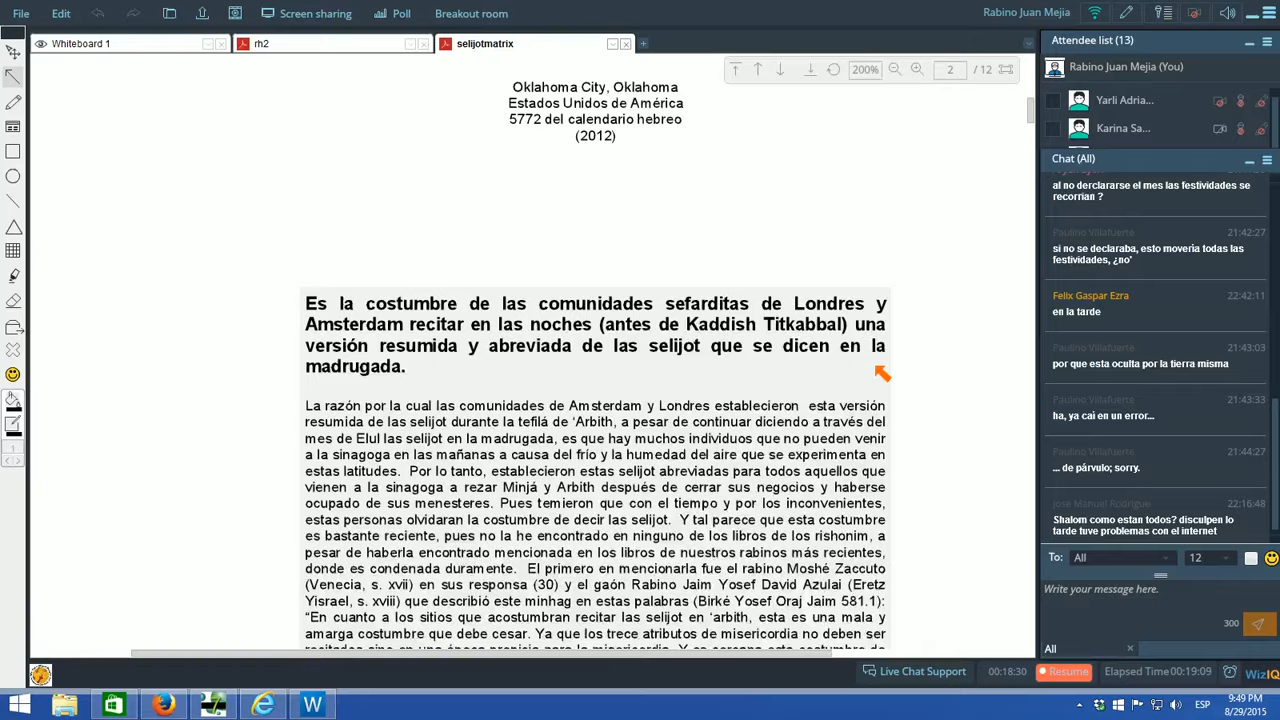 File Edit Screen sharing Poll Breakout room Rabino Juan Mejia
Whiteboard 1 rh2 selijotmatrix
200% 2 / 12
Oklahoma City, Oklahoma
Estados Unidos de América
5772 del calendario hebreo
(2012)
Es la costumbre de las comunidades sefarditas de Londres y
Amsterdam recitar en las noches (antes de Kaddish Titkabbal) una
versión resumida y abreviada de las selijot que se dicen en la
madrugada.
La razón por la cual las comunidades de Amsterdam y Londres establecieron esta versión
resumida de las selijot durante la tefilá de ‘Arbith, a pesar de continuar diciendo a través del
mes de Elul las selijot en la madrugada, es que hay muchos individuos que no pueden venir
a la sinagoga en las mañanas a causa del frío y la humedad del aire que se experimenta en
estas latitudes. Por lo tanto, establecieron estas selijot abreviadas para todos aquellos que
vienen a la sinagoga a rezar Minjá y Arbith después de cerrar sus negocios y haberse
ocupado de sus menesteres. Pues temieron que con el tiempo y por los inconvenientes,
estas personas olvidaran la costumbre de decir las selijot. Y tal parece que esta costumbre
es bastante reciente, pues no la he encontrado en ninguno de los libros de los rishonim, a
pesar de haberla encontrado mencionada en los libros de nuestros rabinos más recientes,
donde es condenada duramente. El primero en mencionarla fue el rabino Moshé Zaccuto
(Venecia, s. xvii) en sus responsa (30) y el gaón Rabino Jaim Yosef David Azulai (Eretz
Yisrael, s. xviii) que describió este minhag en estas palabras (Birké Yosef Oraj Jaim 581.1):
“En cuanto a los sitios que acostumbran recitar las selijot en ‘arbith, esta es una mala y
amarga costumbre que debe cesar. Ya que los trece atributos de misericordia no deben ser
Attendee list (13)
Rabino Juan Mejia (You)
Yarli Adria...
Karina Sa...
Chat (All)
al no derclararse el mes las festividades se
recorrian ?
Paulino Villafuerte 21:42:27
si no se declaraba, esto movería todas las
festividades, ¿no'
Felix Gaspar Ezra 22:42:11
en la tarde
Paulino Villafuerte 21:43:03
por que esta oculta por la tierra misma
Paulino Villafuerte 21:43:33
ha, ya cai en un error...
Paulino Villafuerte 21:44:27
... de párvulo; sorry.
Jose Manuel Rodrigue. 22:16:48
Shalom como estan todos? disculpen lo
tarde tuve problemas con el internet
To: All 12
Write your message here.
300
All
Live Chat Support 00:18:30 Resume Elapsed Time 00:19:09 WizIQ
ESP 9:49 PM
8/29/2015